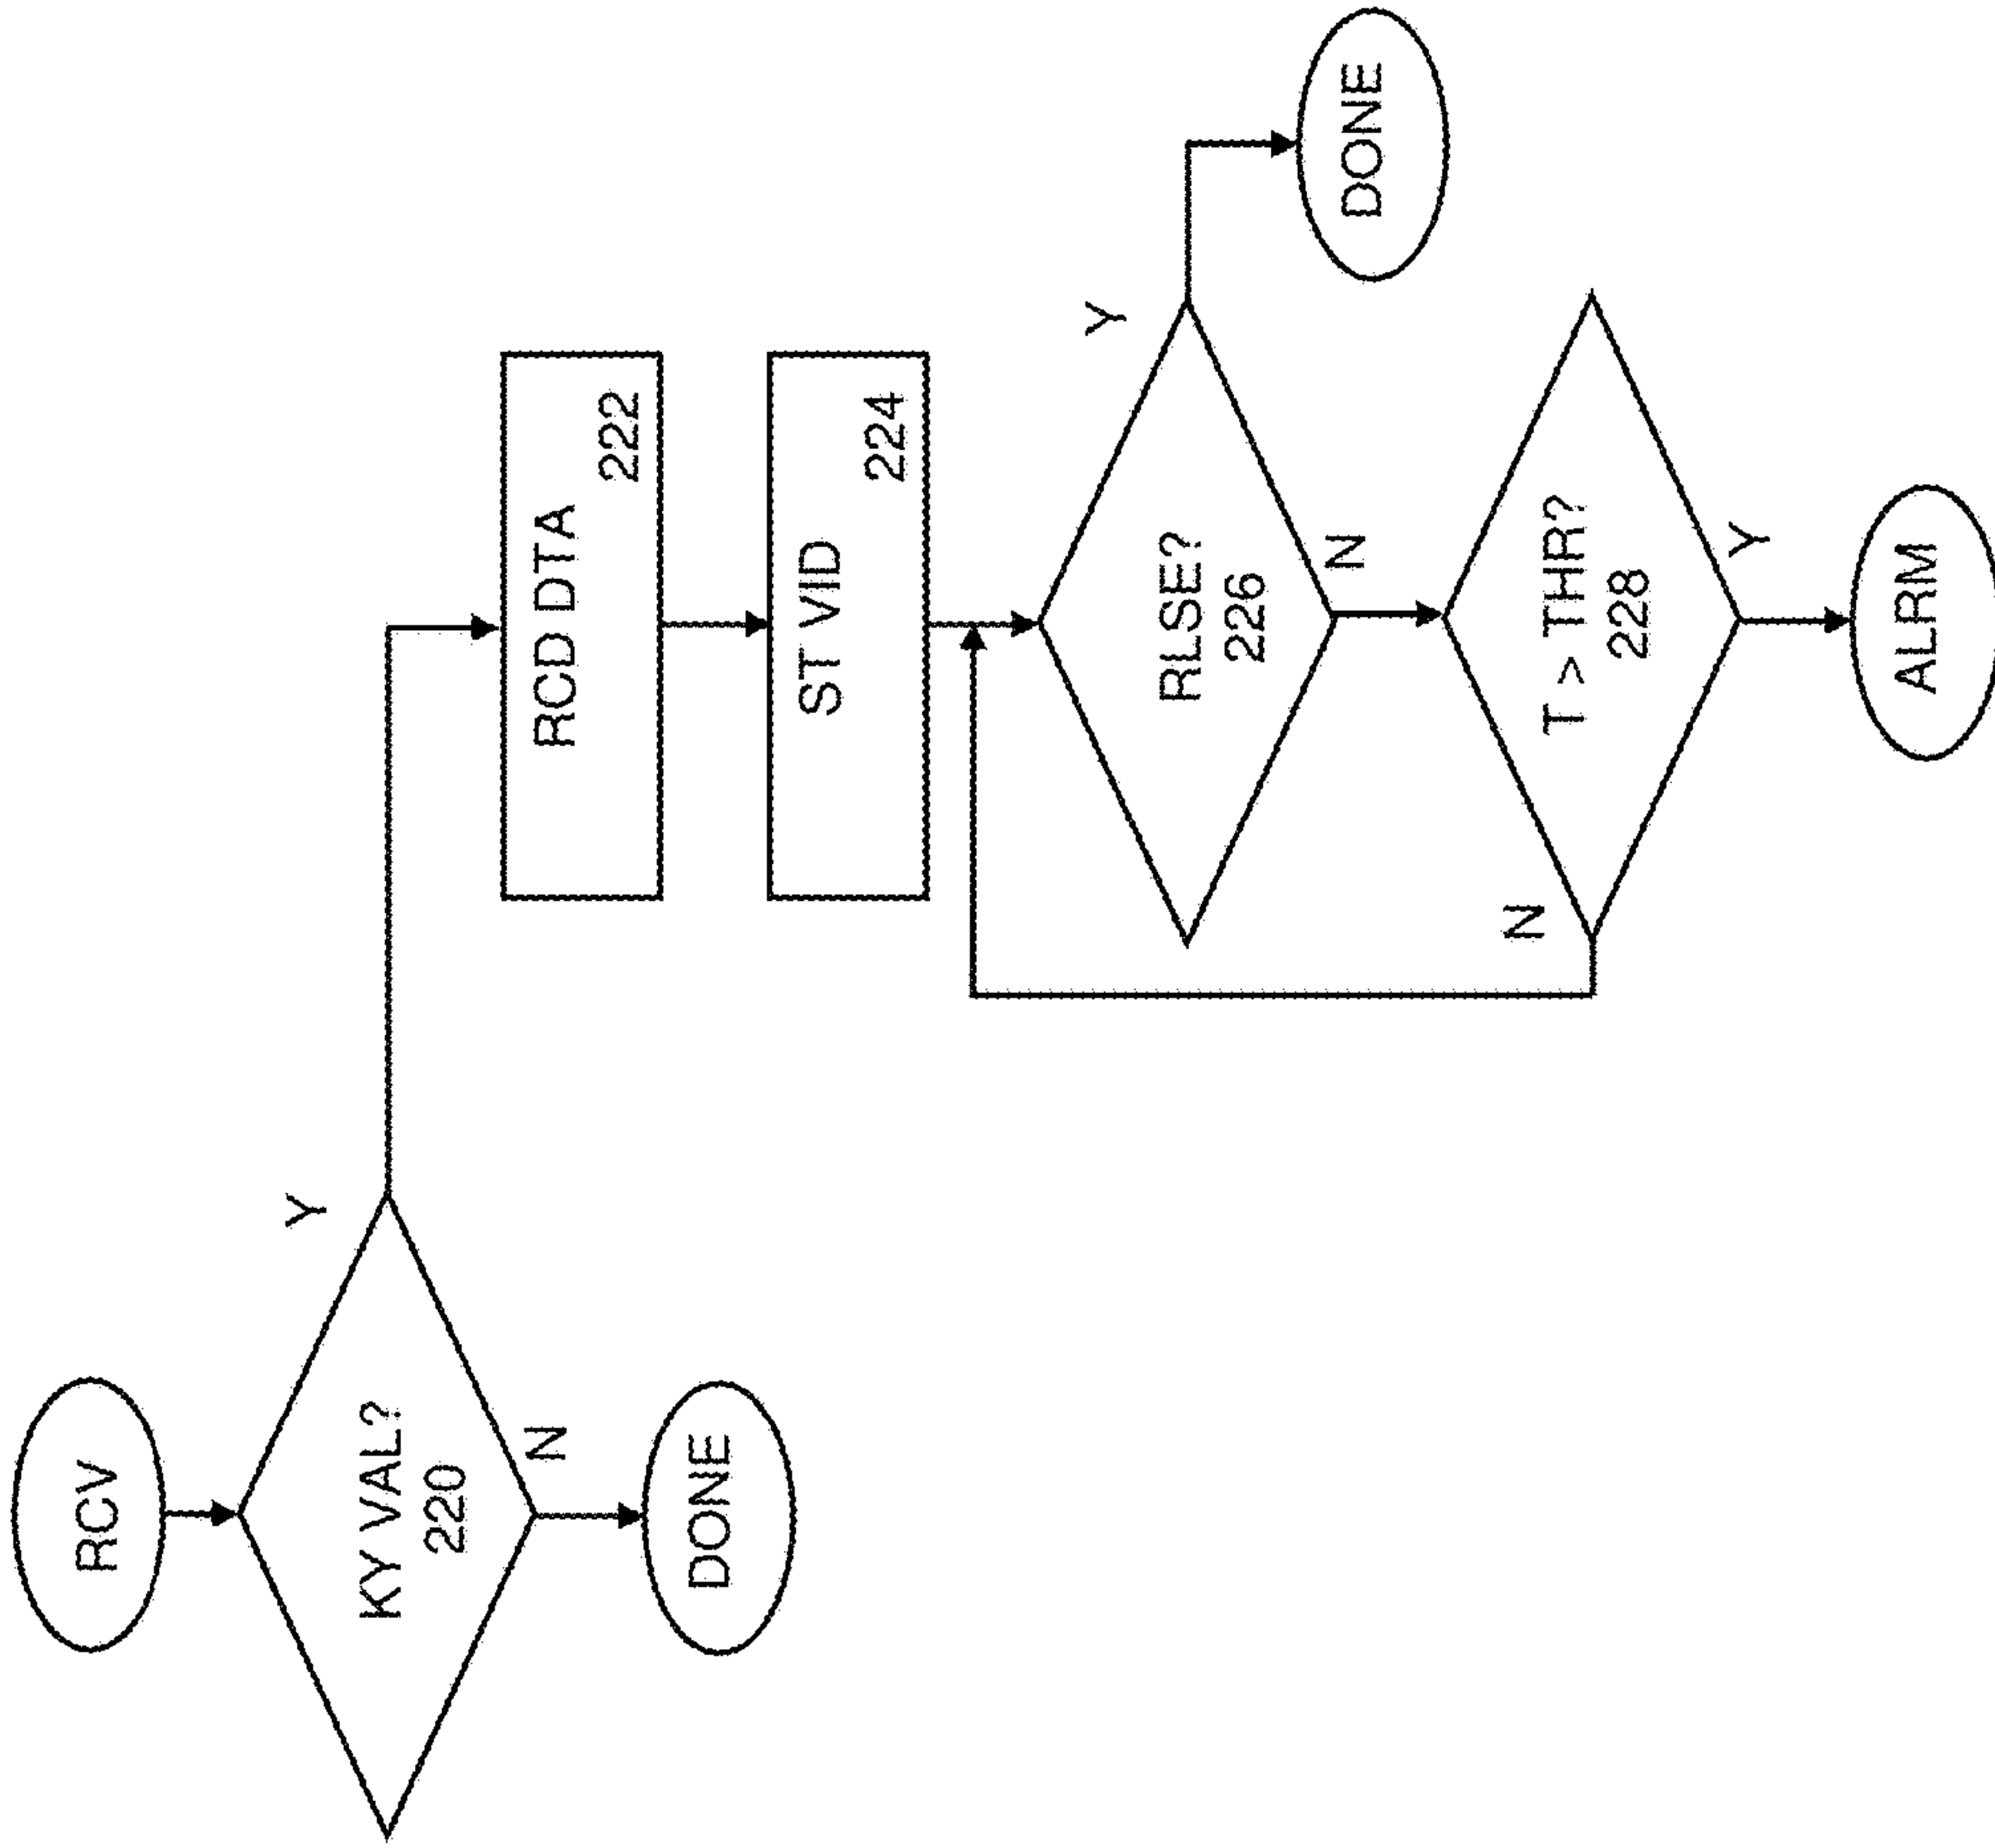 RCV
KY VAL?
220
Y
N
DONE
RCD DTA
222
ST VID
224
RLSE?
226
Y
DONE
N
T > THR?
228
N
Y
ALRM